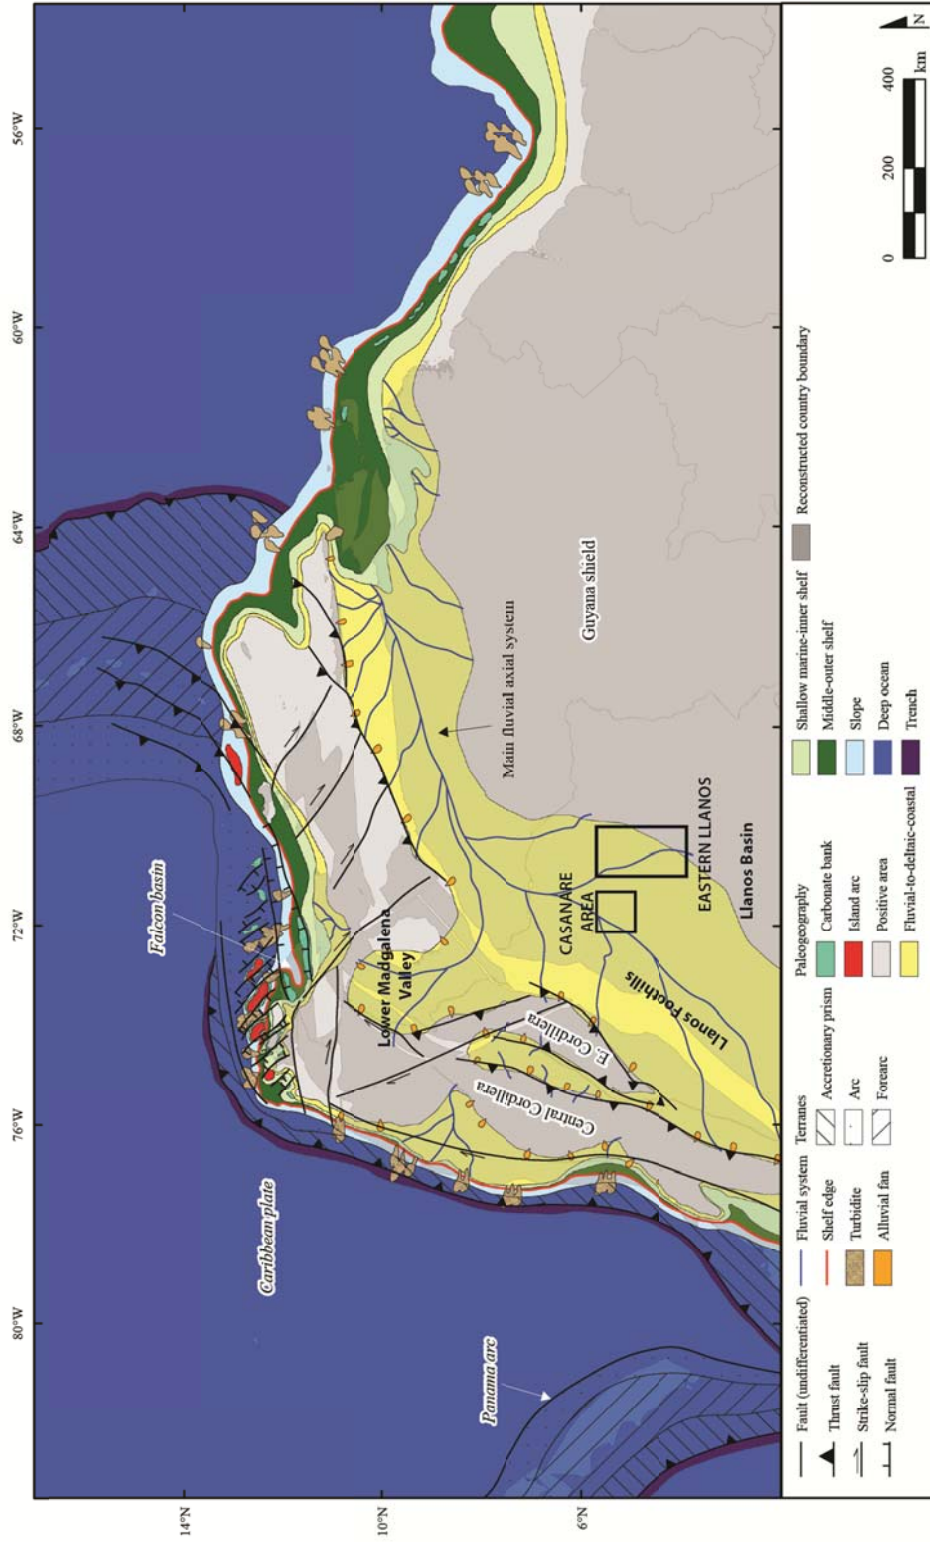 80°W
76°W
72°W
68°W
64°W
60°W
56°W
14°N
10°N
6°N
Caribbean plate
Falcon basin
Panama arc
Lower Madgalena
Valley
Central Cordillera
E. Cordillera
Llanos Foothills
CASANARE
AREA
EASTERN LLANOS
Llanos Basin
Main fluvial axial system
Guyana shield
Fault (undifferentiated)
Thrust fault
Strike-slip fault
Normal fault
Fluvial system
Shelf edge
Turbidite
Alluvial fan
Terranes
Accretionary prism
Arc
Forearc
Paleogeography
Carbonate bank
Island arc
Positive area
Fluvial-to-deltaic-coastal
Shallow marine-inner shelf
Middle-outer shelf
Slope
Deep ocean
Trench
Reconstructed country boundary
0
200
400
km
N